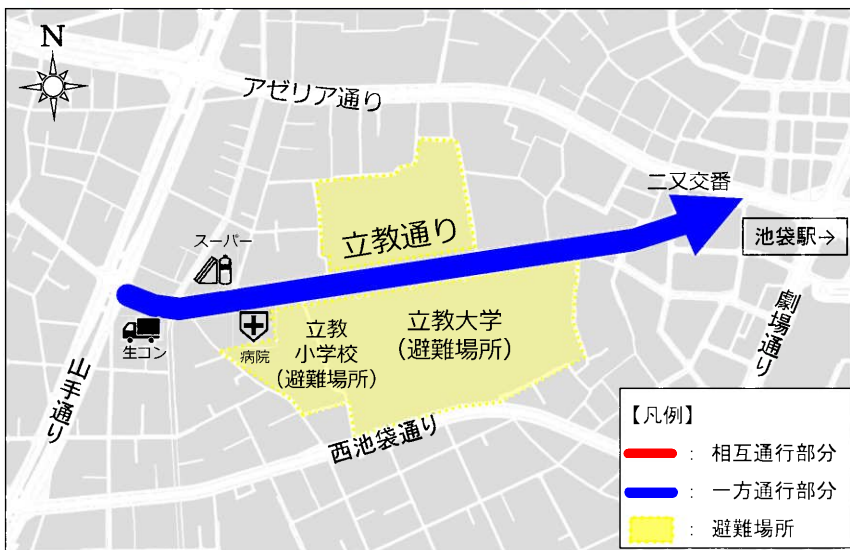 N
アゼリア通り
二又交番
立教通り
池袋駅→
スーパー
劇場通り
生コン
病院
立教
小学校
(避難場所)
立教大学
(避難場所)
山手通り
西池袋通り
【凡例】
: 相互通行部分
: 一方通行部分
: 避難場所